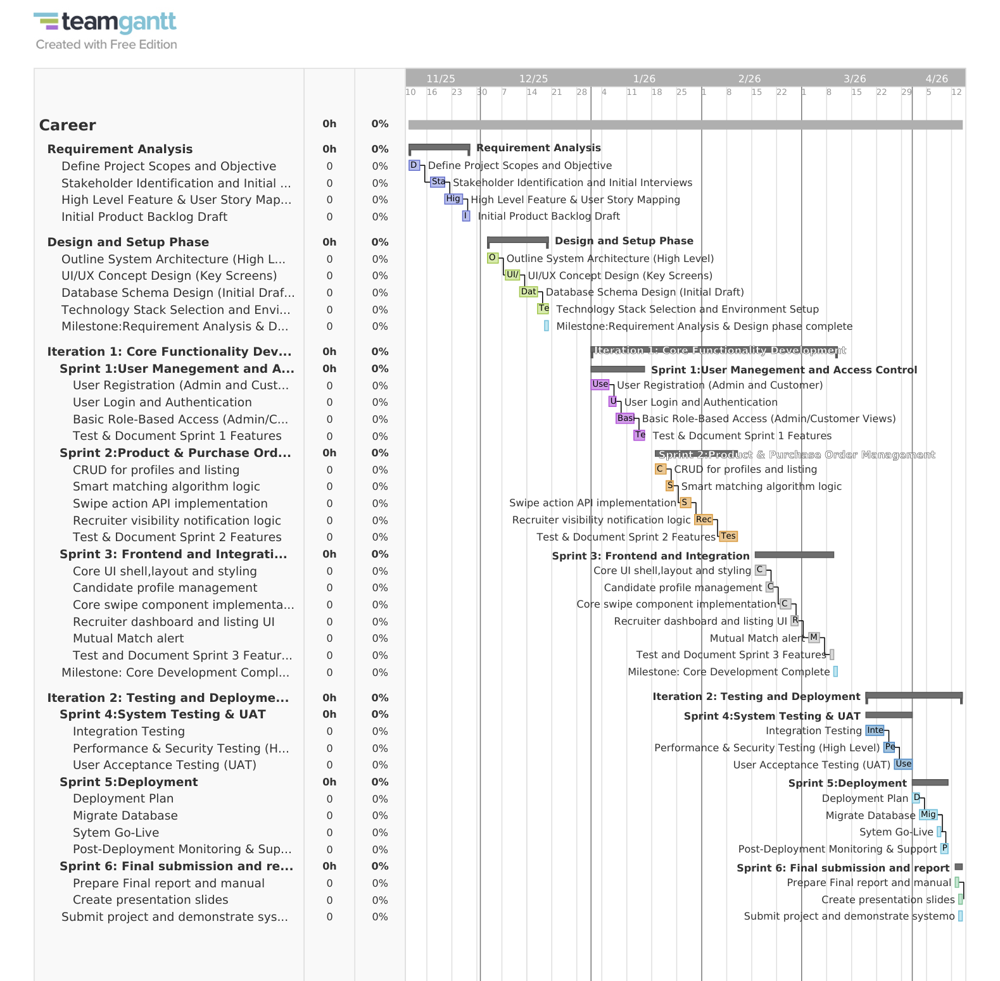 teamgantt
Created with Free Edition
11/25 12/25 1/26 2/26 3/26 4/26
10 16 23 30 7 14 21 28 4 11 18 25 1 8 15 22 1 8 15 22 29 5 12
Career 0h 0%
Requirement Analysis 0h 0% Requirement Analysis
Define Project Scopes and Objective 0 0% D Define Project Scopes and Objective
Stakeholder Identification and Initial ... 0 0% Sta Stakeholder Identification and Initial Interviews
High Level Feature & User Story Map... 0 0% Hig High Level Feature & User Story Mapping
Initial Product Backlog Draft 0 0% I Initial Product Backlog Draft
Design and Setup Phase 0h 0% Design and Setup Phase
Outline System Architecture (High L... 0 0% O Outline System Architecture (High Level)
UI/UX Concept Design (Key Screens) 0 0% UI/ UI/UX Concept Design (Key Screens)
Database Schema Design (Initial Draf... 0 0% Dat Database Schema Design (Initial Draft)
Technology Stack Selection and Envi... 0 0% Te Technology Stack Selection and Environment Setup
Milestone:Requirement Analysis & D... 0 0% Milestone:Requirement Analysis & Design phase complete
Iteration 1: Core Functionality Dev... 0h 0% Iteration 1: Core Functionality Development
Sprint 1:User Manegement and A... 0h 0% Sprint 1:User Manegement and Access Control
User Registration (Admin and Cust... 0 0% Use User Registration (Admin and Customer)
User Login and Authentication 0 0% U User Login and Authentication
Basic Role-Based Access (Admin/C... 0 0% Basi Basic Role-Based Access (Admin/Customer Views)
Test & Document Sprint 1 Features 0 0% Te Test & Document Sprint 1 Features
Sprint 2:Product & Purchase Ord... 0h 0% Sprint 2:Product & Purchase Order Management
CRUD for profiles and listing 0 0% C CRUD for profiles and listing
Smart matching algorithm logic 0 0% S Smart matching algorithm logic
Swipe action API implementation 0 0% Swipe action API implementation S
Recruiter visibility notification logic 0 0% Recruiter visibility notification logic Rec
Test & Document Sprint 2 Features 0 0% Test & Document Sprint 2 Features Tes
Sprint 3: Frontend and Integrati... 0h 0% Sprint 3: Frontend and Integration
Core UI shell,layout and styling 0 0% Core UI shell,layout and styling C
Candidate profile management 0 0% Candidate profile management C
Core swipe component implementa... 0 0% Core swipe component implementation C
Recruiter dashboard and listing UI 0 0% Recruiter dashboard and listing UI R
Mutual Match alert 0 0% Mutual Match alert M
Test and Document Sprint 3 Featur... 0 0% Test and Document Sprint 3 Features
Milestone: Core Development Compl... 0 0% Milestone: Core Development Complete
Iteration 2: Testing and Deployme... 0h 0% Iteration 2: Testing and Deployment
Sprint 4:System Testing & UAT 0h 0% Sprint 4:System Testing & UAT
Integration Testing 0 0% Integration Testing Inte
Performance & Security Testing (H... 0 0% Performance & Security Testing (High Level) Pe
User Acceptance Testing (UAT) 0 0% User Acceptance Testing (UAT) Use
Sprint 5:Deployment 0h 0% Sprint 5:Deployment
Deployment Plan 0 0% Deployment Plan D
Migrate Database 0 0% Migrate Database Mig
Sytem Go-Live 0 0% Sytem Go-Live
Post-Deployment Monitoring & Sup... 0 0% Post-Deployment Monitoring & Support P
Sprint 6: Final submission and re... 0h 0% Sprint 6: Final submission and report
Prepare Final report and manual 0 0% Prepare Final report and manual
Create presentation slides 0 0% Create presentation slides
Submit project and demonstrate sys... 0 0% Submit project and demonstrate systemo